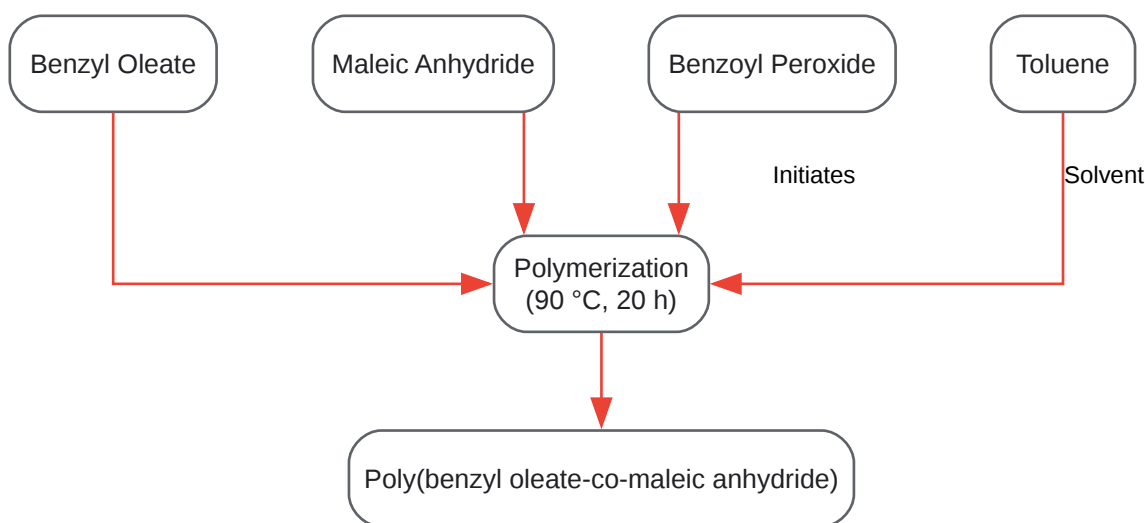 Benzyl Oleate
Maleic Anhydride
Benzoyl Peroxide
Toluene
Initiates
Solvent
Polymerization
(90 °C, 20 h)
Poly(benzyl oleate-co-maleic anhydride)